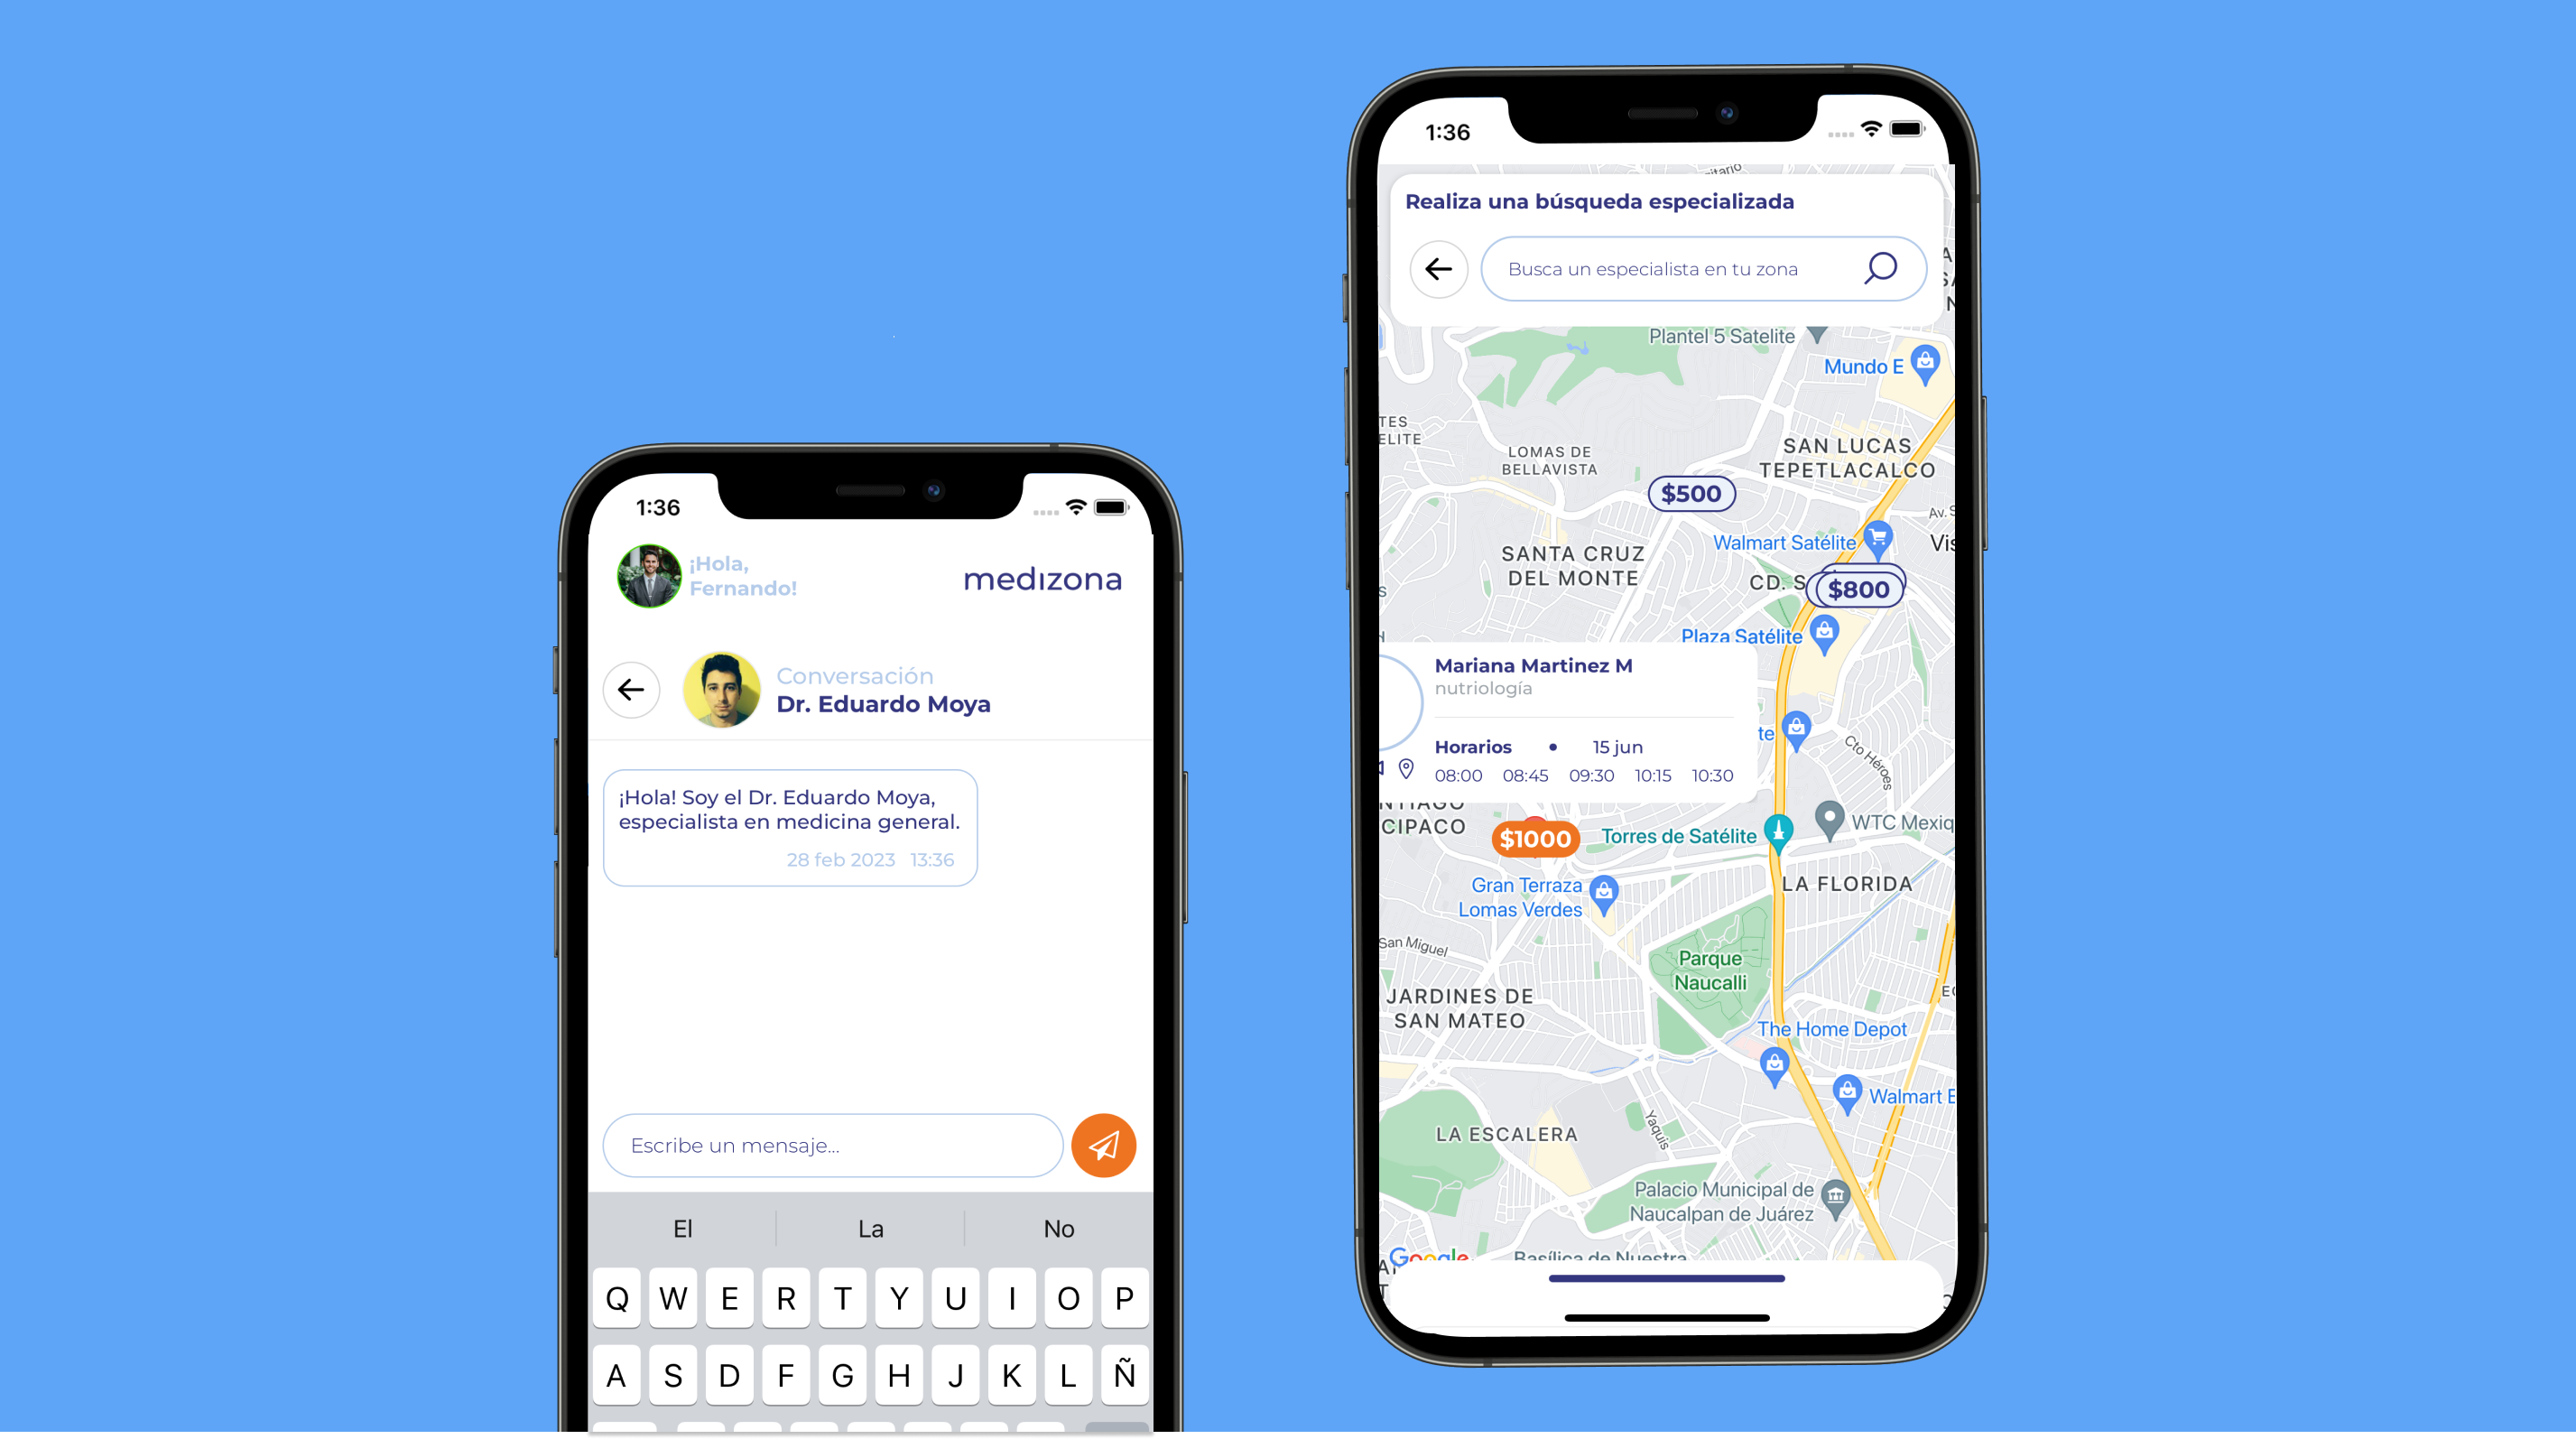 1:36
¡Hola,
Fernando!
medizona
Conversación
Dr. Eduardo Moya
¡Hola! Soy el Dr. Eduardo Moya,
especialista en medicina general.
28 feb 2023 13:36
Escribe un mensaje...
El La No
Q W E R T Y U I O P
A S D F G H J K L Ñ
1:36
Realiza una búsqueda especializada
Busca un especialista en tu zona
Plantel 5 Satelite
Mundo E
LOMAS DE
BELLAVISTA
SAN LUCAS
TEPETLACALCO
$500
Walmart Satélite
SANTA CRUZ
DEL MONTE
CD. S
$800
Plaza Satélite
Mariana Martinez M
nutriología
Horarios • 15 jun
08:00 08:45 09:30 10:15 10:30
Cto Héroes
CIPACO
$1000
Torres de Satélite
WTC Mexiq
Gran Terraza
Lomas Verdes
LA FLORIDA
San Miguel
Parque
Naucalli
JARDINES DE
SAN MATEO
The Home Depot
Walmart E
Yaquis
LA ESCALERA
Palacio Municipal de
Naucalpan de Juárez
Google
Basílica de Nuestra